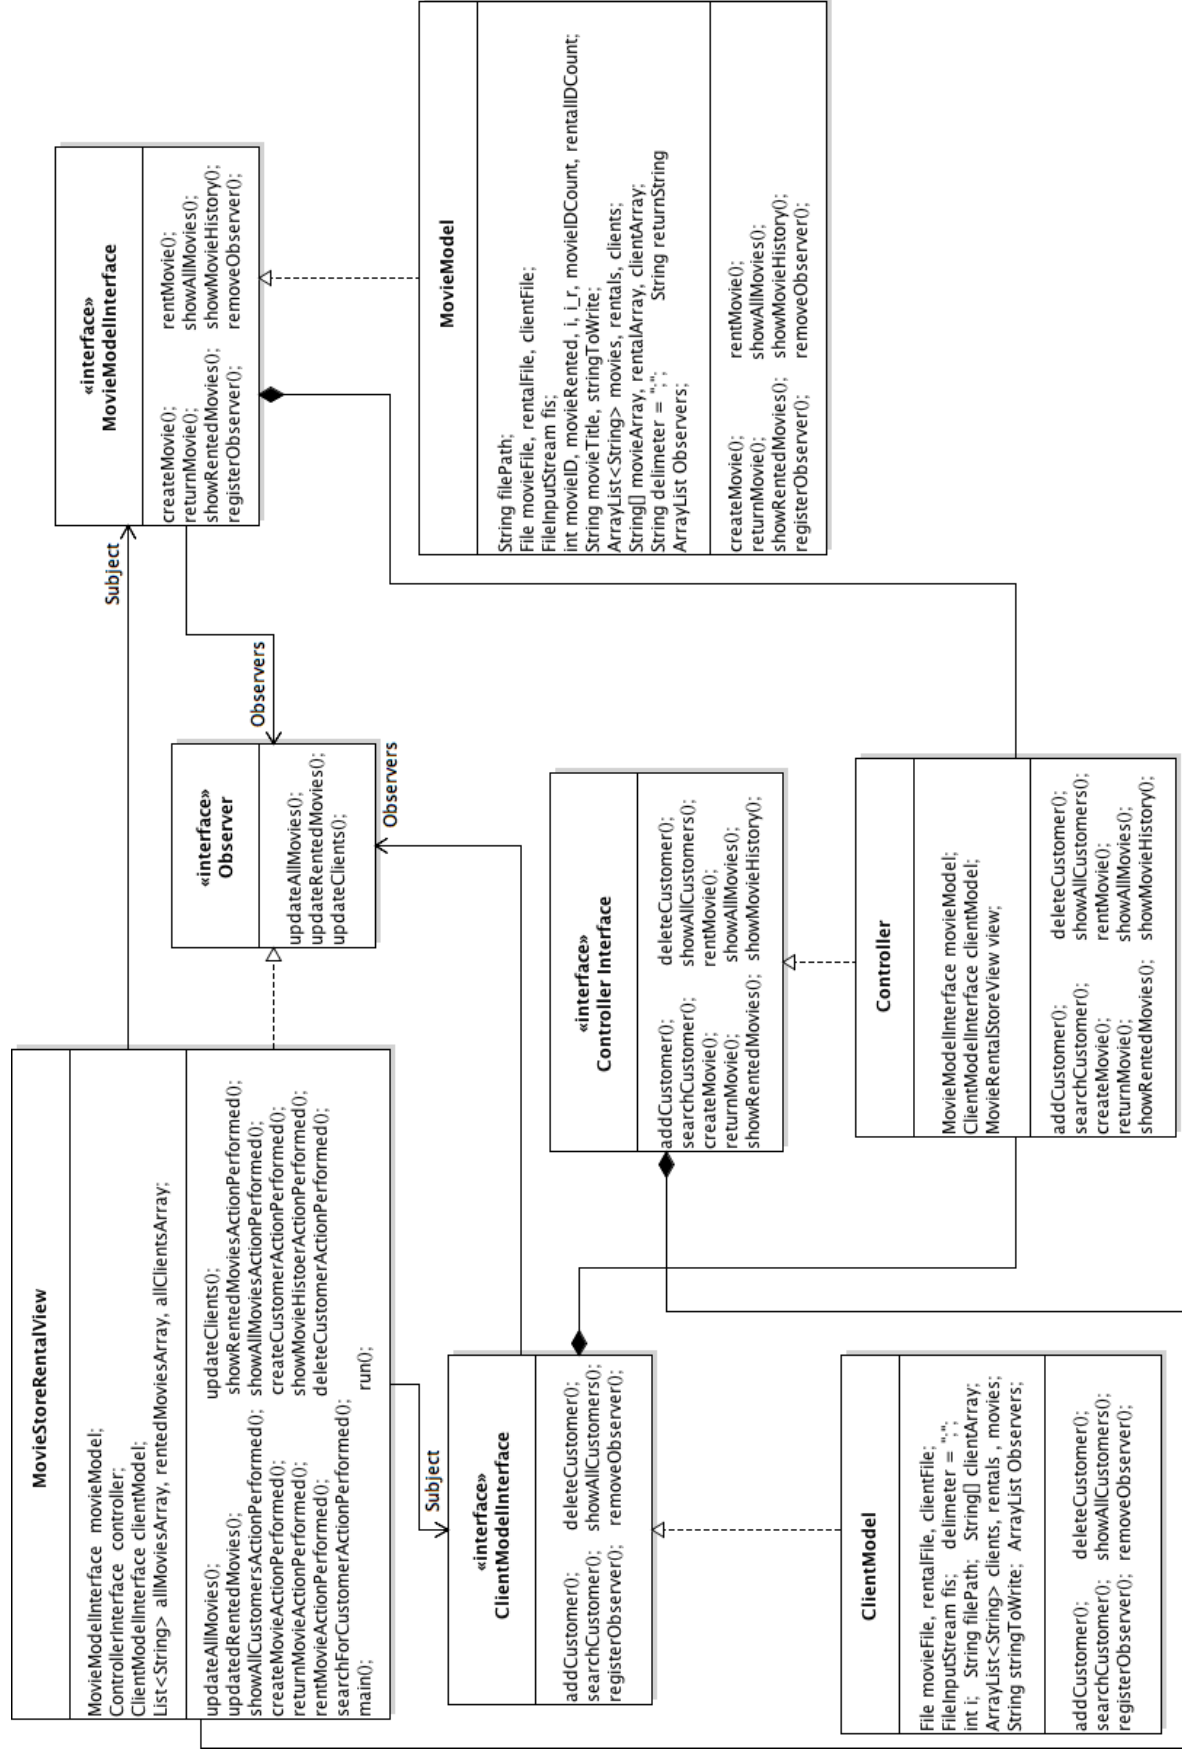 MovieStoreRentalView
MovieModelInterface movieModel;
ControllerInterface controller;
ClientModelInterface clientModel;
List<String> allMoviesArray, rentedMoviesArray, allClientsArray;
updateAllMovies(); updateClients();
updatedRentedMovies(); showRentedMoviesActionPerformed();
showAllCustomersActionPerformed(); showAllMoviesActionPerformed();
createMovieActionPerformed(); createCustomerActionPerformed();
returnMovieActionPerformed(); showMovieHistoerActionPerformed();
rentMovieActionPerformed(); deleteCustomerActionPerformed();
searchForCustomerActionPerformed();
main(); run();
Subject
«interface»
MovieModelInterface
createMovie(); rentMovie();
returnMovie(); showAllMovies();
showRentedMovies(); showMovieHistory();
registerObserver(); removeObserver();
Observers
«interface»
Observer
updateAllMovies();
updateRentedMovies();
updateClients();
Observers
Subject
«interface»
ClientModelInterface
addCustomer(); deleteCustomer();
searchCustomer(); showAllCustomers();
registerObserver(); removeObserver();
«interface»
Controller Interface
addCustomer(); deleteCustomer();
searchCustomer(); showAllCustomers();
createMovie(); rentMovie();
returnMovie(); showAllMovies();
showRentedMovies(); showMovieHistory();
MovieModel
String filePath;
File movieFile, rentalFile, clientFile;
FileInputStream fis;
int movieID, movieRented, i, i_r, movieIDCount, rentalIDCount;
String movieTitle, stringToWrite;
ArrayList<String> movies, rentals, clients;
String[] movieArray, rentalArray, clientArray;
String delimeter = ";"; String returnString
ArrayList Observers;
createMovie(); rentMovie();
returnMovie(); showAllMovies();
showRentedMovies(); showMovieHistory();
registerObserver(); removeObserver();
ClientModel
File movieFile, rentalFile, clientFile;
FileInputStream fis; delimeter = ";";
int i; String filePath; String[] clientArray;
ArrayList<String> clients, rentals , movies;
String stringToWrite; ArrayList Observers;
addCustomer(); deleteCustomer();
searchCustomer(); showAllCustomers();
registerObserver(); removeObserver();
Controller
MovieModelInterface movieModel;
ClientModelInterface clientModel;
MovieRentalStoreView view;
addCustomer(); deleteCustomer();
searchCustomer(); showAllCustomers();
createMovie(); rentMovie();
returnMovie(); showAllMovies();
showRentedMovies(); showMovieHistory();